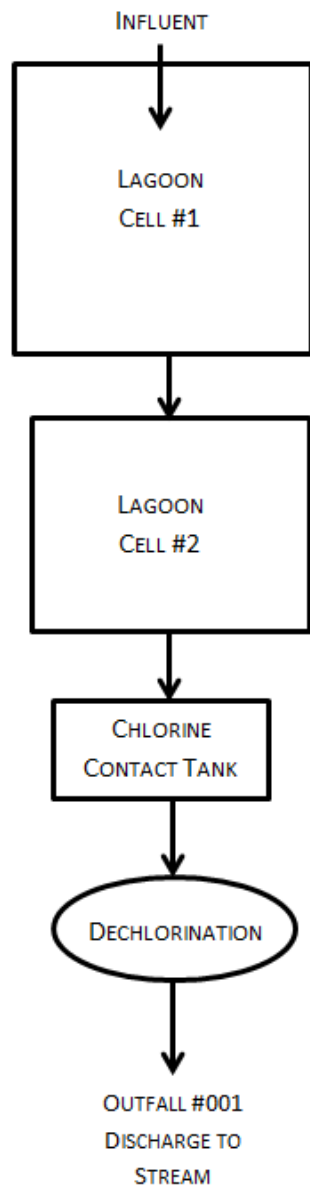 INFLUENT
LAGOON
CELL #1
LAGOON
CELL #2
CHLORINE
CONTACT TANK
DECHLORINATION
OUTFALL #001
DISCHARGE TO
STREAM